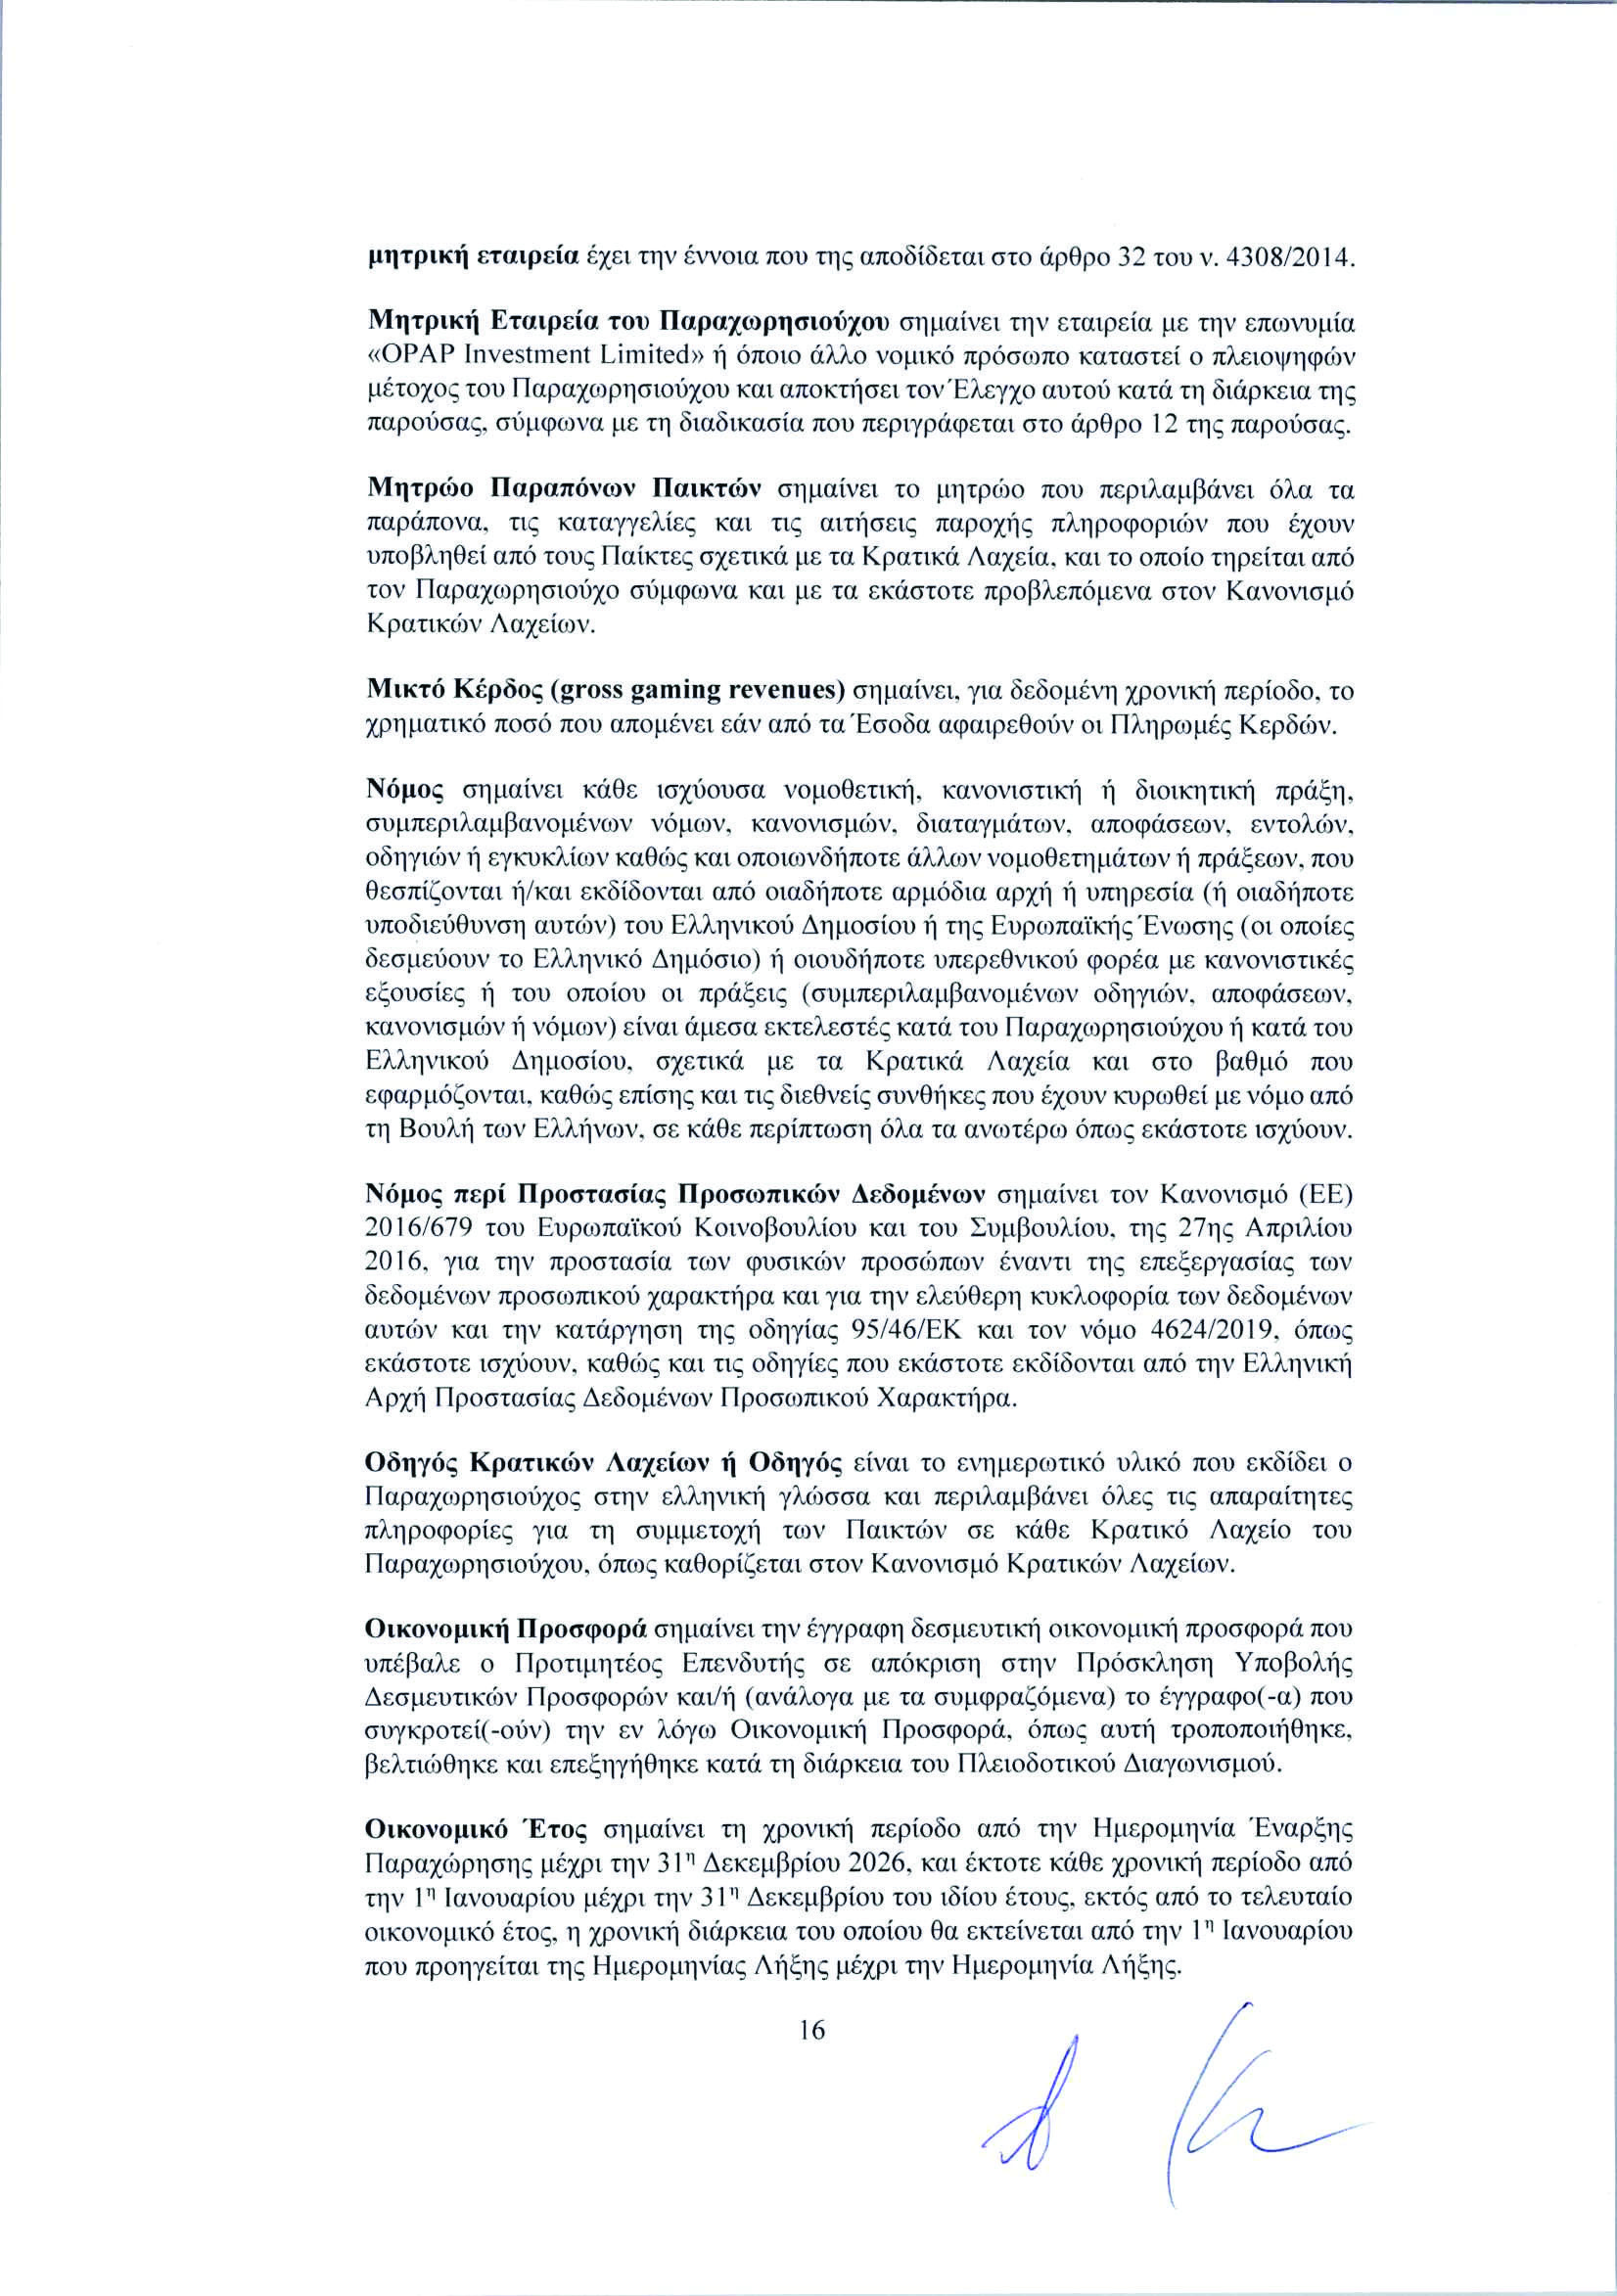 μητρική εταιρεία έχει την έννοια που της αποδίδεται στο άρθρο 32 του ν. 4308/2014.
Μητρική Εταιρεία του Παραχωρησιούχου σημαίνει την εταιρεία με την επωνυμία
«OPAP Investment Limited» ή όποιο άλλο νομικό πρόσωπο καταστεί ο πλειοψηφών
μέτοχος του Παραχωρησιούχου και αποκτήσει τον Έλεγχο αυτού κατά τη διάρκεια της
παρούσας, σύμφωνα με τη διαδικασία που περιγράφεται στο άρθρο 12 της παρούσας.
Μητρώο Παραπόνων Παικτών σημαίνει το μητρώο που περιλαμβάνει όλα τα
παράπονα, τις καταγγελίες και τις αιτήσεις παροχής πληροφοριών που έχουν
υποβληθεί από τους Παίκτες σχετικά με τα Κρατικά Λαχεία, και το οποίο τηρείται από
τον Παραχωρησιούχο σύμφωνα και με τα εκάστοτε προβλεπόμενα στον Κανονισμό
Κρατικών Λαχείων.
Μικτό Κέρδος (gross gaming revenues) σημαίνει, για δεδομένη χρονική περίοδο, το
χρηματικό ποσό που απομένει εάν από τα Έσοδα αφαιρεθούν οι Πληρωμές Κερδών.
Νόμος σημαίνει κάθε ισχύουσα νομοθετική, κανονιστική ή διοικητική πράξη,
συμπεριλαμβανομένων νόμων, κανονισμών, διαταγμάτων, αποφάσεων, εντολών,
οδηγιών ή εγκυκλίων καθώς και οποιωνδήποτε άλλων νομοθετημάτων ή πράξεων, που
θεσπίζονται ή/και εκδίδονται από οιαδήποτε αρμόδια αρχή ή υπηρεσία (ή οιαδήποτε
υποδιεύθυνση αυτών) του Ελληνικού Δημοσίου ή της Ευρωπαϊκής Ένωσης (οι οποίες
δεσμεύουν το Ελληνικό Δημόσιο) ή οιουδήποτε υπερεθνικού φορέα με κανονιστικές
εξουσίες ή του οποίου οι πράξεις (συμπεριλαμβανομένων οδηγιών, αποφάσεων,
κανονισμών ή νόμων) είναι άμεσα εκτελεστές κατά του Παραχωρησιούχου ή κατά του
Ελληνικού Δημοσίου, σχετικά με τα Κρατικά Λαχεία και στο βαθμό που
εφαρμόζονται, καθώς επίσης και τις διεθνείς συνθήκες που έχουν κυρωθεί με νόμο από
τη Βουλή των Ελλήνων, σε κάθε περίπτωση όλα τα ανωτέρω όπως εκάστοτε ισχύουν.
Νόμος περί Προστασίας Προσωπικών Δεδομένων σημαίνει τον Κανονισμό (ΕΕ)
2016/679 του Ευρωπαϊκού Κοινοβουλίου και του Συμβουλίου, της 27ης Απριλίου
2016, για την προστασία των φυσικών προσώπων έναντι της επεξεργασίας των
δεδομένων προσωπικού χαρακτήρα και για την ελεύθερη κυκλοφορία των δεδομένων
αυτών και την κατάργηση της οδηγίας 95/46/ΕΚ και τον νόμο 4624/2019, όπως
εκάστοτε ισχύουν, καθώς και τις οδηγίες που εκάστοτε εκδίδονται από την Ελληνική
Αρχή Προστασίας Δεδομένων Προσωπικού Χαρακτήρα.
Οδηγός Κρατικών Λαχείων ή Οδηγός είναι το ενημερωτικό υλικό που εκδίδει ο
Παραχωρησιούχος στην ελληνική γλώσσα και περιλαμβάνει όλες τις απαραίτητες
πληροφορίες για τη συμμετοχή των Παικτών σε κάθε Κρατικό Λαχείο του
Παραχωρησιούχου, όπως καθορίζεται στον Κανονισμό Κρατικών Λαχείων.
Οικονομική Προσφορά σημαίνει την έγγραφη δεσμευτική οικονομική προσφορά που
υπέβαλε ο Προτιμητέος Επενδυτής σε απόκριση στην Πρόσκληση Υποβολής
Δεσμευτικών Προσφορών και/ή (ανάλογα με τα συμφραζόμενα) το έγγραφο(-α) που
συγκροτεί(-ούν) την εν λόγω Οικονομική Προσφορά, όπως αυτή τροποποιήθηκε,
βελτιώθηκε και επεξηγήθηκε κατά τη διάρκεια του Πλειοδοτικού Διαγωνισμού.
Οικονομικό Έτος σημαίνει τη χρονική περίοδο από την Ημερομηνία Έναρξης
Παραχώρησης μέχρι την 31η Δεκεμβρίου 2026, και έκτοτε κάθε χρονική περίοδο από
την 1η Ιανουαρίου μέχρι την 31η Δεκεμβρίου του ιδίου έτους, εκτός από το τελευταίο
οικονομικό έτος, η χρονική διάρκεια του οποίου θα εκτείνεται από την 1η Ιανουαρίου
που προηγείται της Ημερομηνίας Λήξης μέχρι την Ημερομηνία Λήξης.
16